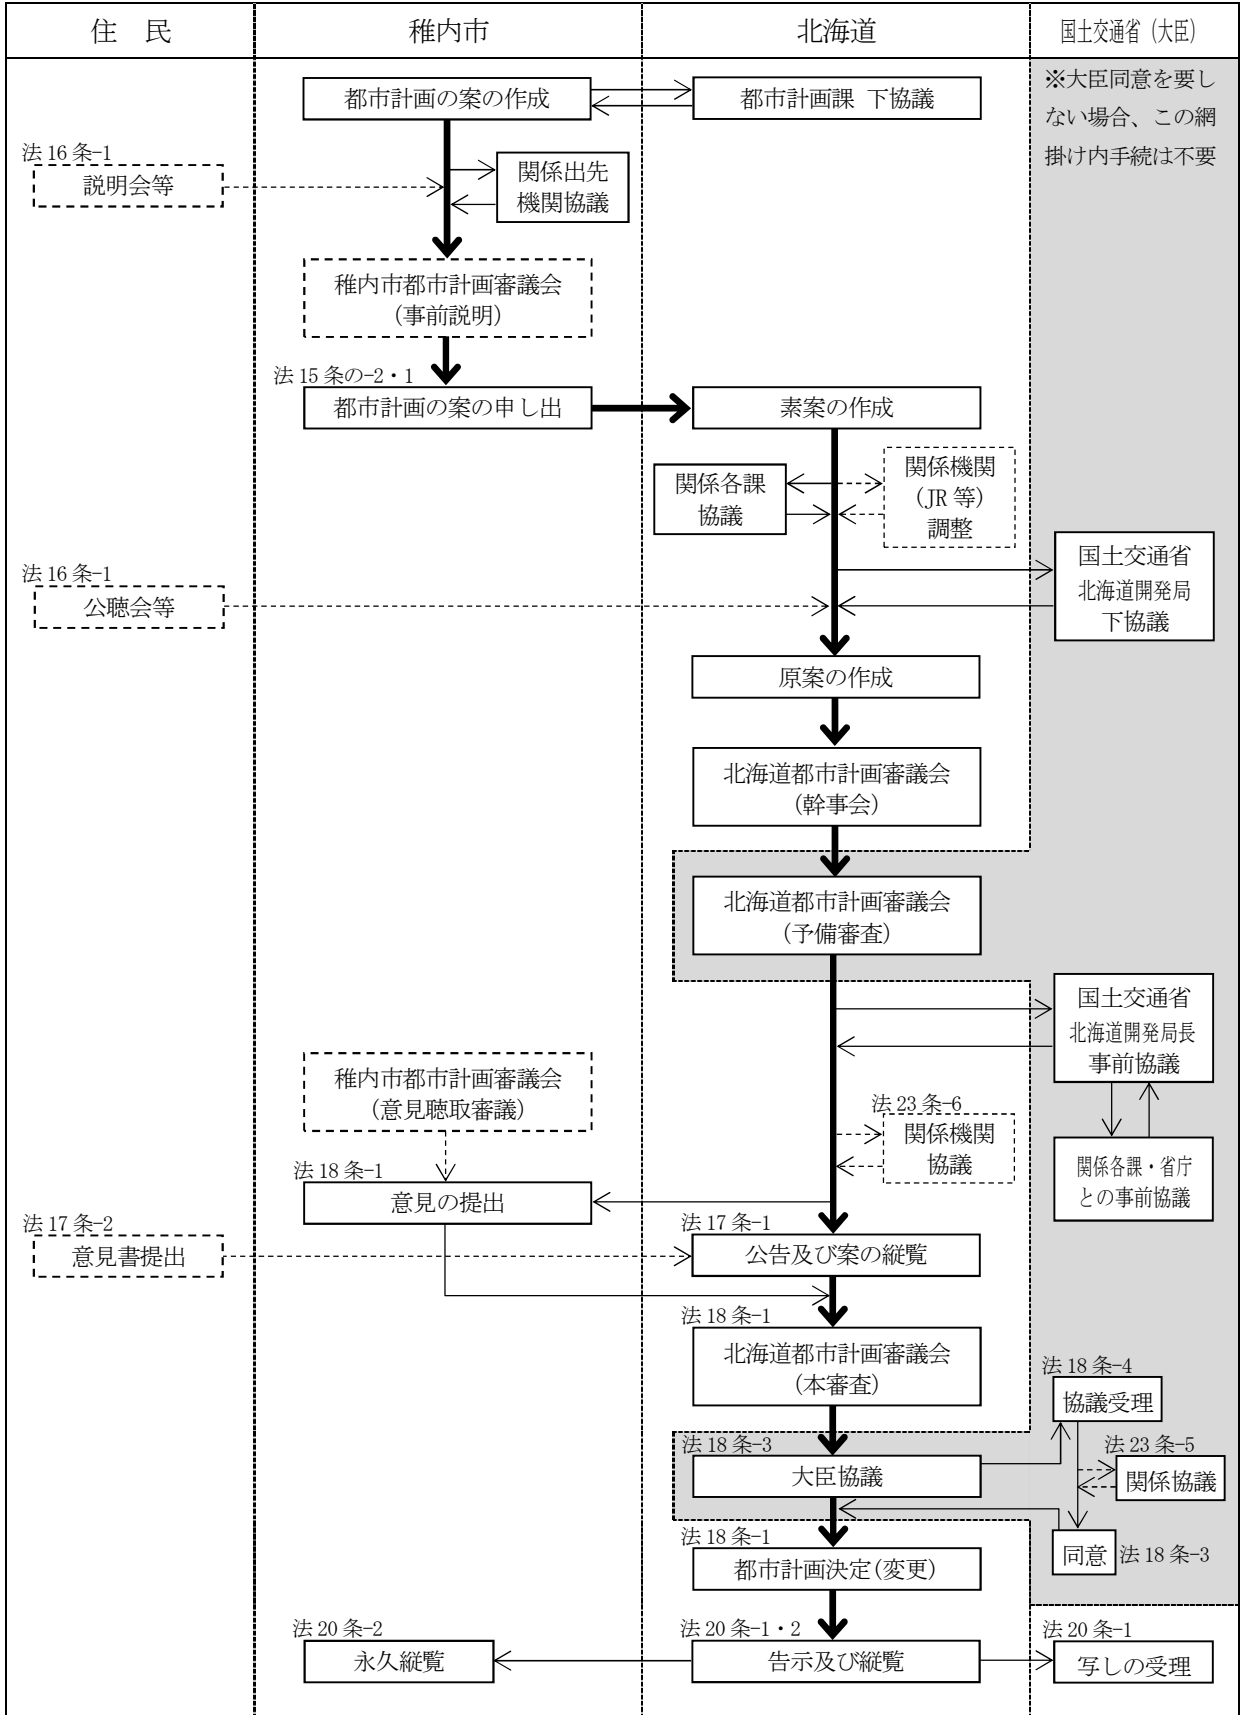 住　民
稚内市
北海道
国土交通省（大臣）
※大臣同意を要し
ない場合、この網
掛け内手続は不要
都市計画の案の作成
都市計画課 下協議
法16条-1
説明会等
関係出先
機関協議
稚内市都市計画審議会
(事前説明)
法15条の-2・1
都市計画の案の申し出
素案の作成
関係各課
協議
関係機関
(JR等)
調整
国土交通省
北海道開発局
下協議
法16条-1
公聴会等
原案の作成
北海道都市計画審議会
(幹事会)
北海道都市計画審議会
(予備審査)
国土交通省
北海道開発局長
事前協議
稚内市都市計画審議会
(意見聴取審議)
法23条-6
関係機関
協議
関係各課・省庁
との事前協議
法18条-1
意見の提出
法17条-2
意見書提出
法17条-1
公告及び案の縦覧
法18条-1
北海道都市計画審議会
(本審査)
法18条-4
協議受理
法18条-3
大臣協議
法23条-5
関係協議
同意
法18条-3
法18条-1
都市計画決定(変更)
法20条-2
永久縦覧
法20条-1・2
告示及び縦覧
法20条-1
写しの受理